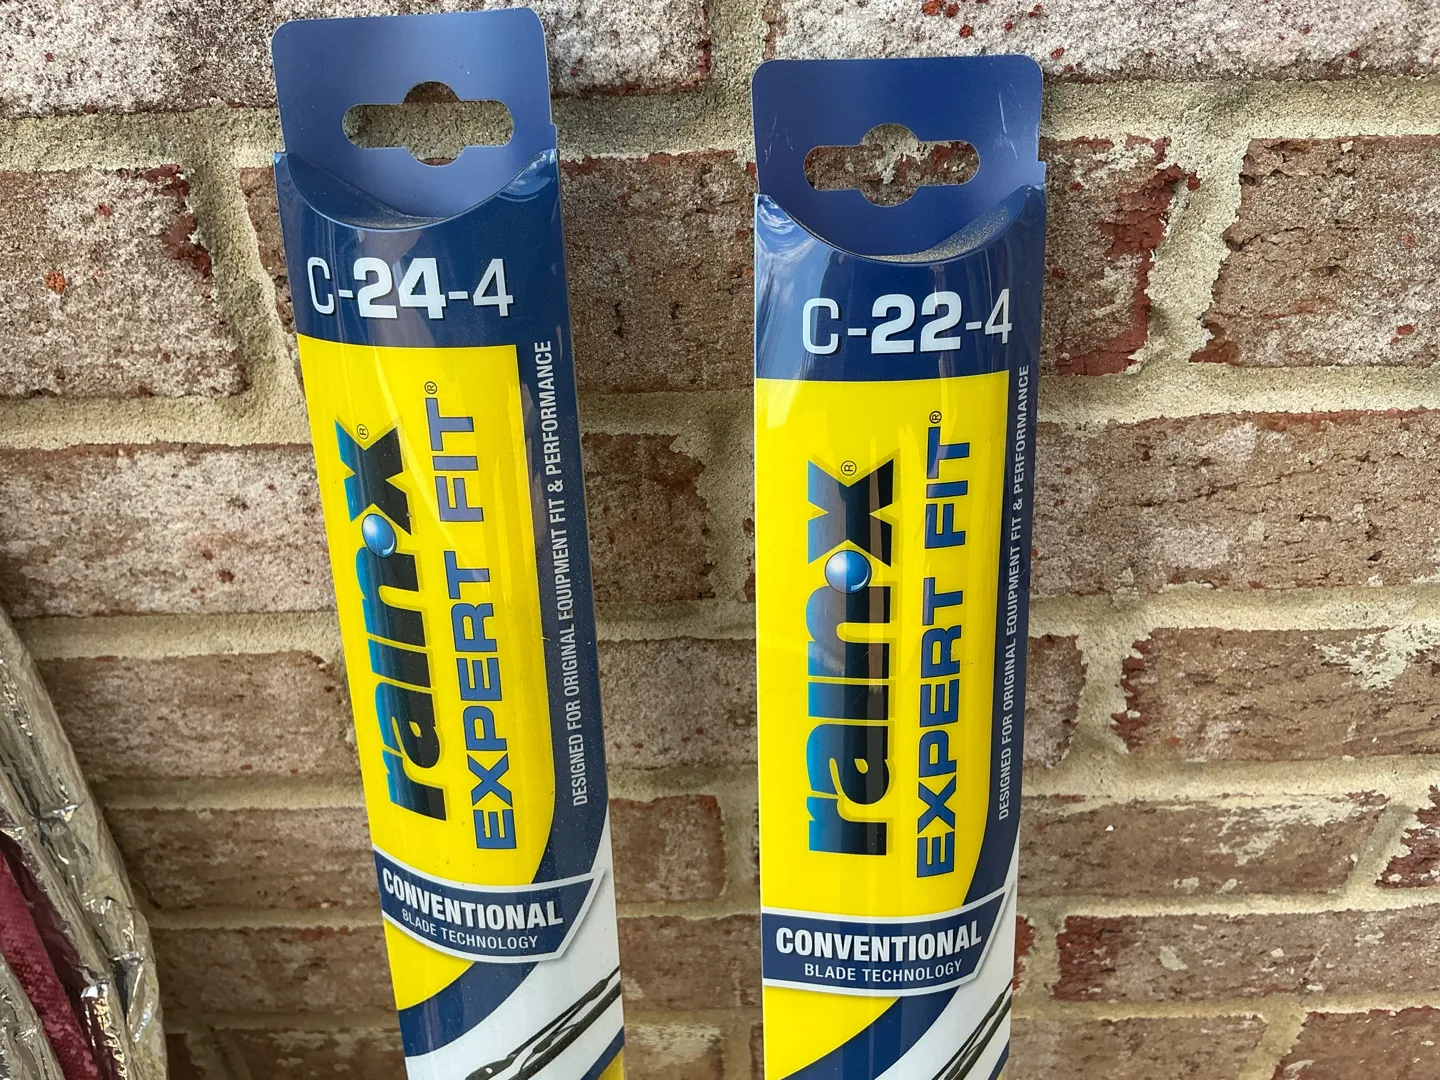 C-24-4
rain·x®
EXPERT FIT®
DESIGNED FOR ORIGINAL EQUIPMENT FIT & PERFORMANCE
CONVENTIONAL
BLADE TECHNOLOGY
C-22-4
rain·x®
EXPERT FIT®
DESIGNED FOR ORIGINAL EQUIPMENT FIT & PERFORMANCE
CONVENTIONAL
BLADE TECHNOLOGY